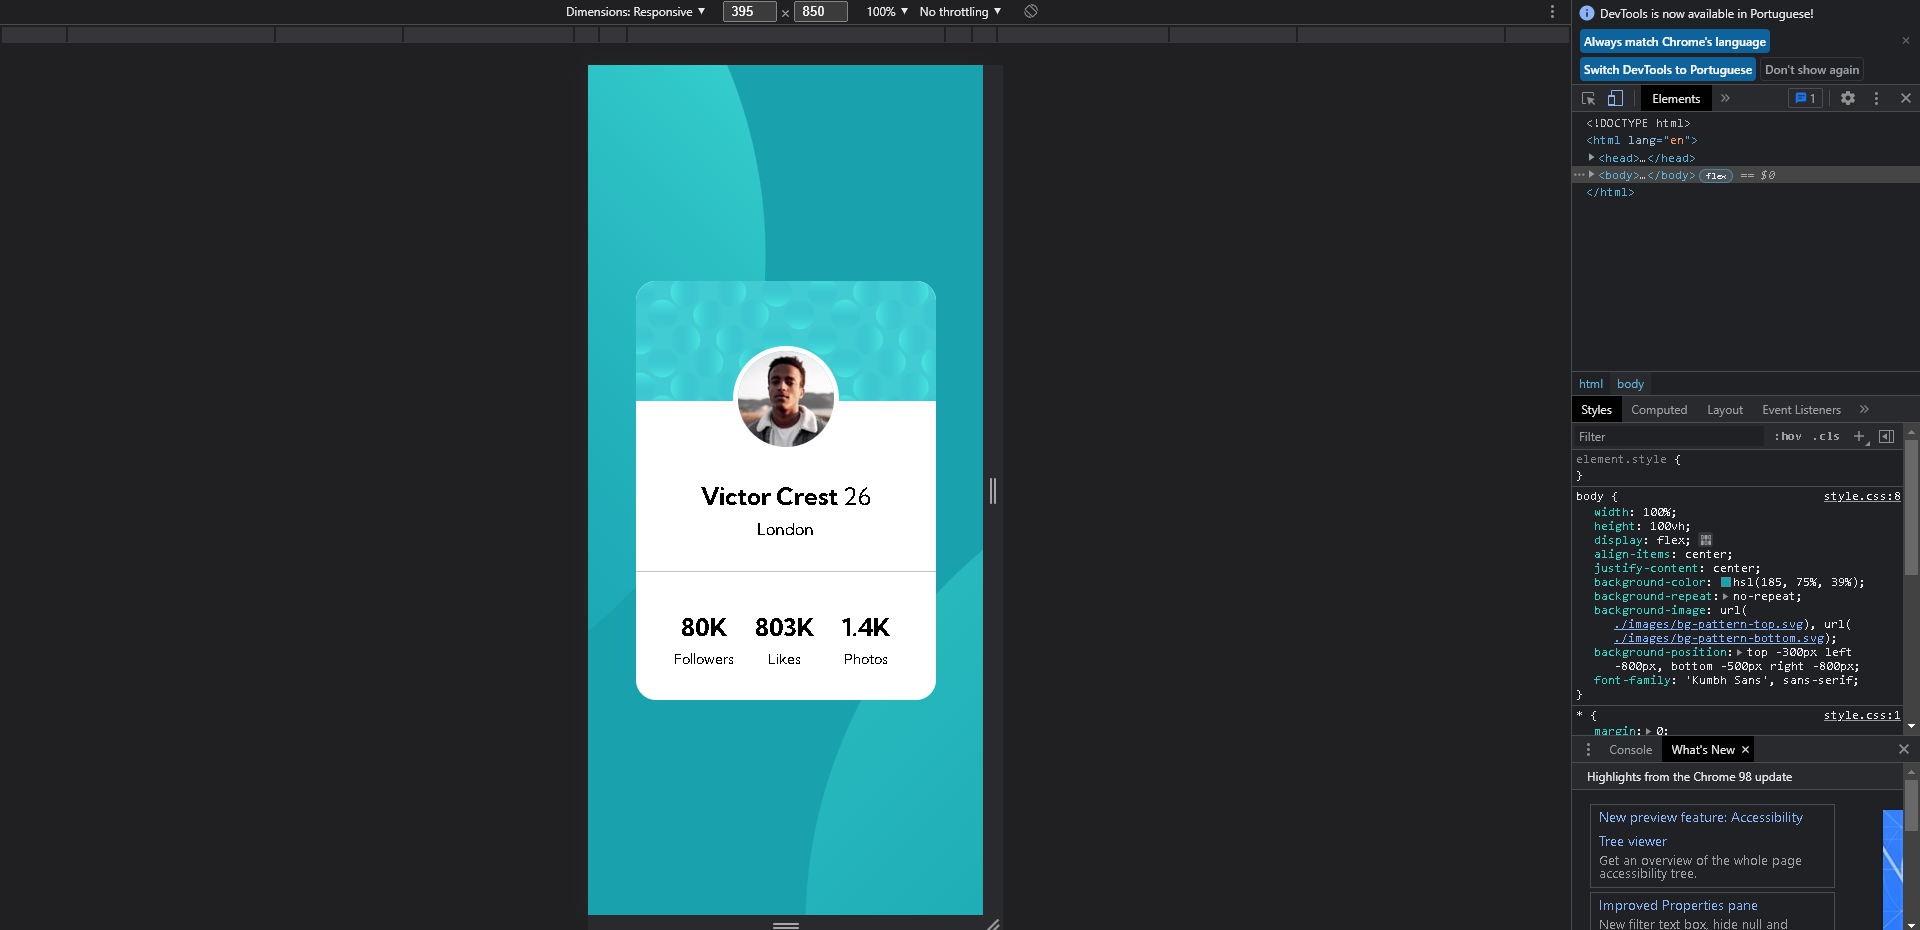 Dimensions: Responsive ▼ 395 × 850 100% ▼ No throttling ▼
DevTools is now available in Portuguese!
Always match Chrome's language
Switch DevTools to Portuguese Don't show again
Elements » 1
<!DOCTYPE html>
<html lang="en">
<head>…</head>
<body>…</body> flex == $0
</html>
Victor Crest 26
London
80K 803K 1.4K
Followers Likes Photos
html body
Styles Computed Layout Event Listeners »
Filter :hov .cls +
element.style {
}
body { style.css:8
width: 100%;
height: 100vh;
display: flex;
align-items: center;
justify-content: center;
background-color: hsl(185, 75%, 39%);
background-repeat: no-repeat;
background-image: url(
./images/bg-pattern-top.svg), url(
./images/bg-pattern-bottom.svg);
background-position: top -300px left
-800px, bottom -500px right -800px;
font-family: 'Kumbh Sans', sans-serif;
}
* { style.css:1
margin: 0;
Console What's New ×
Highlights from the Chrome 98 update
New preview feature: Accessibility
Tree viewer
Get an overview of the whole page
accessibility tree.
Improved Properties pane
New filter text box, hide null and